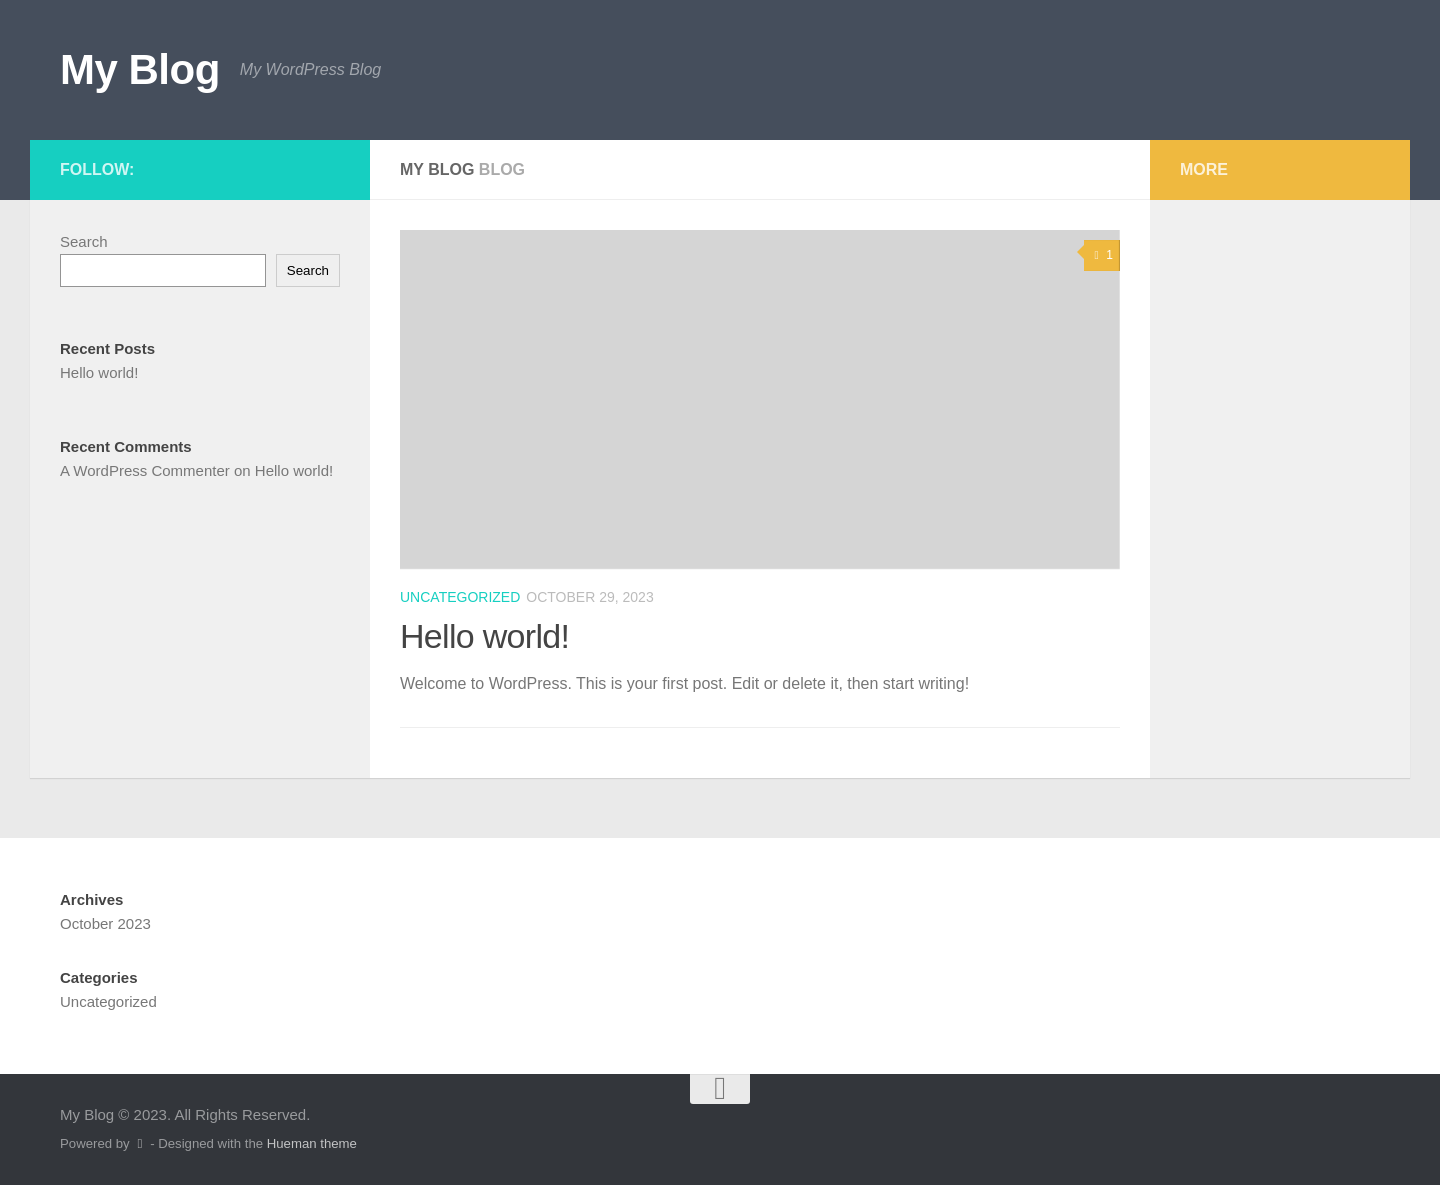 My Blog
My WordPress Blog
FOLLOW:
MY BLOG BLOG
MORE
Search
Search
Recent Posts
Hello world!
Recent Comments
A WordPress Commenter on Hello world!
1
UNCATEGORIZED OCTOBER 29, 2023
Hello world!
Welcome to WordPress. This is your first post. Edit or delete it, then start writing!
Archives
October 2023
Categories
Uncategorized
My Blog © 2023. All Rights Reserved.
Powered by - Designed with the Hueman theme